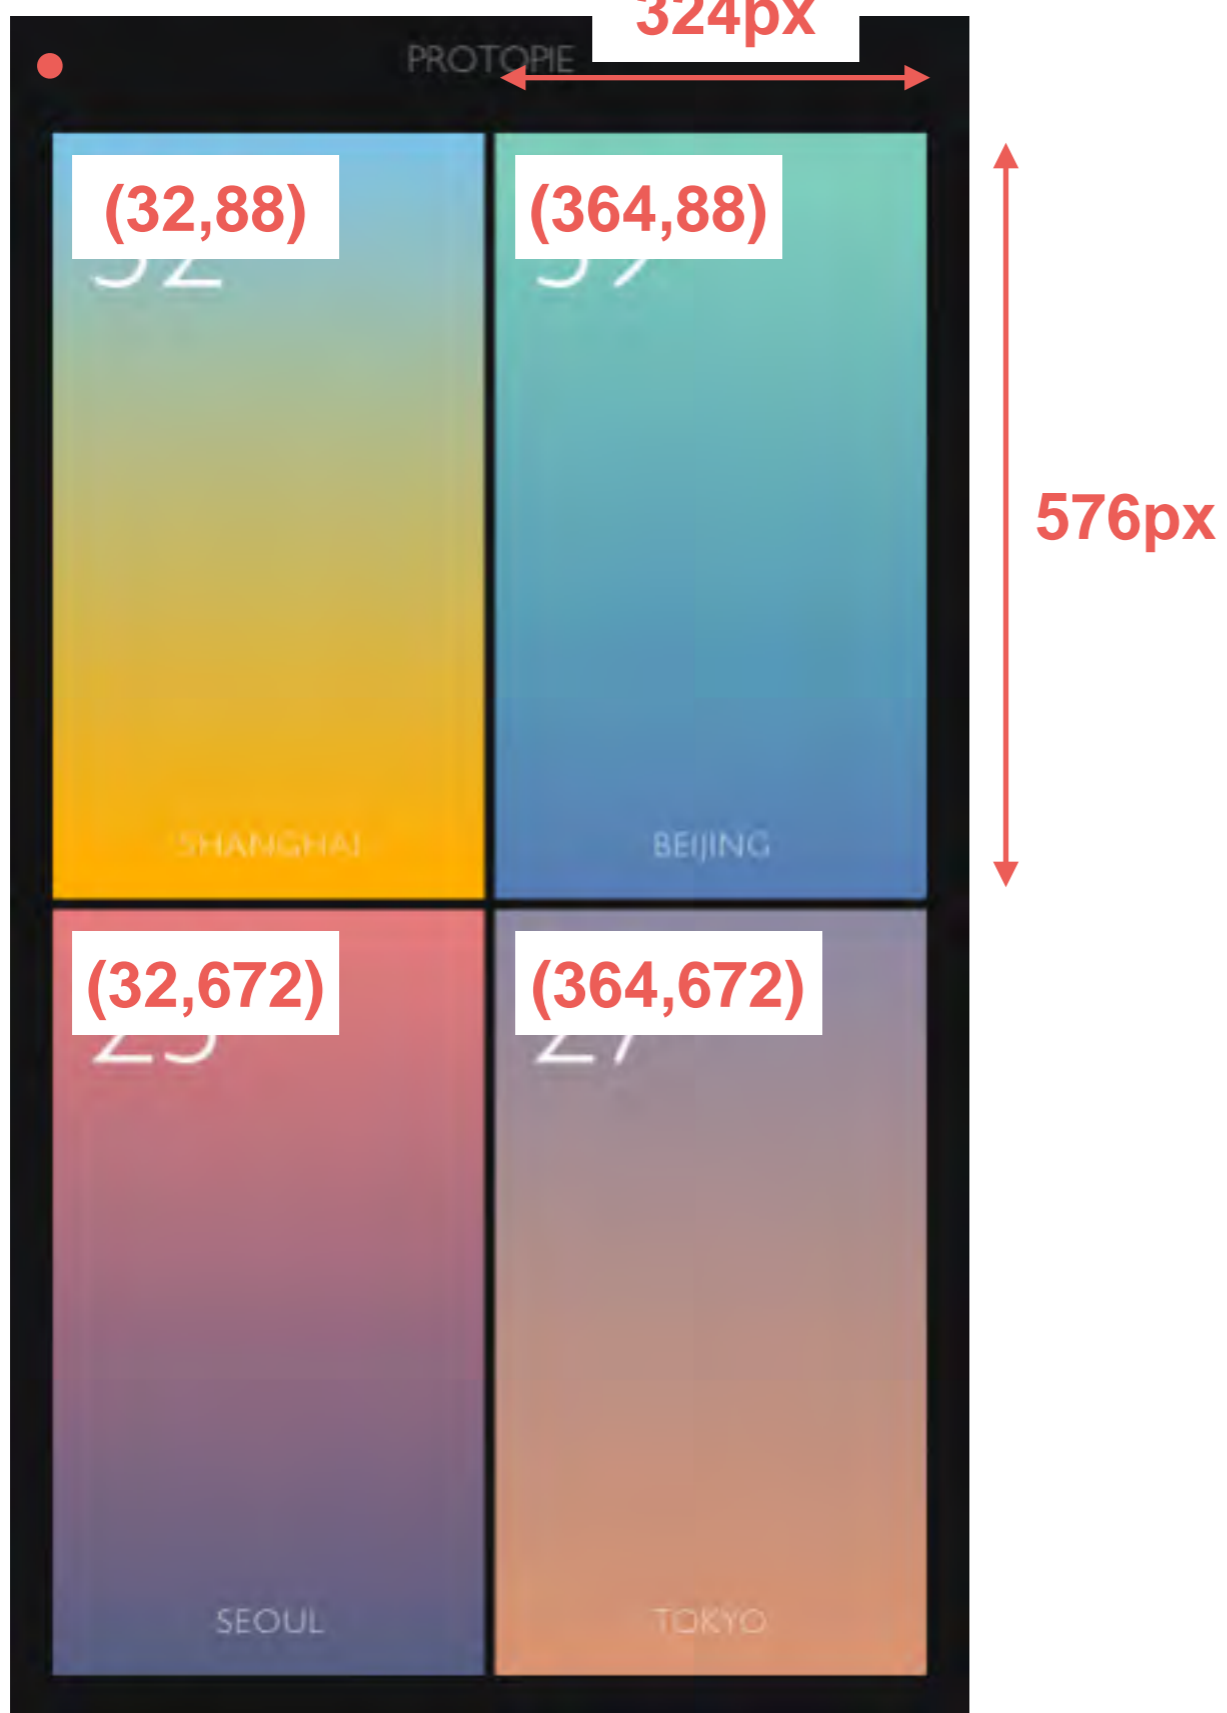 324px
PROTOPIE
(32,88)
(364,88)
576px
SHANGHAI
BEIJING
(32,672)
(364,672)
SEOUL
TOKYO